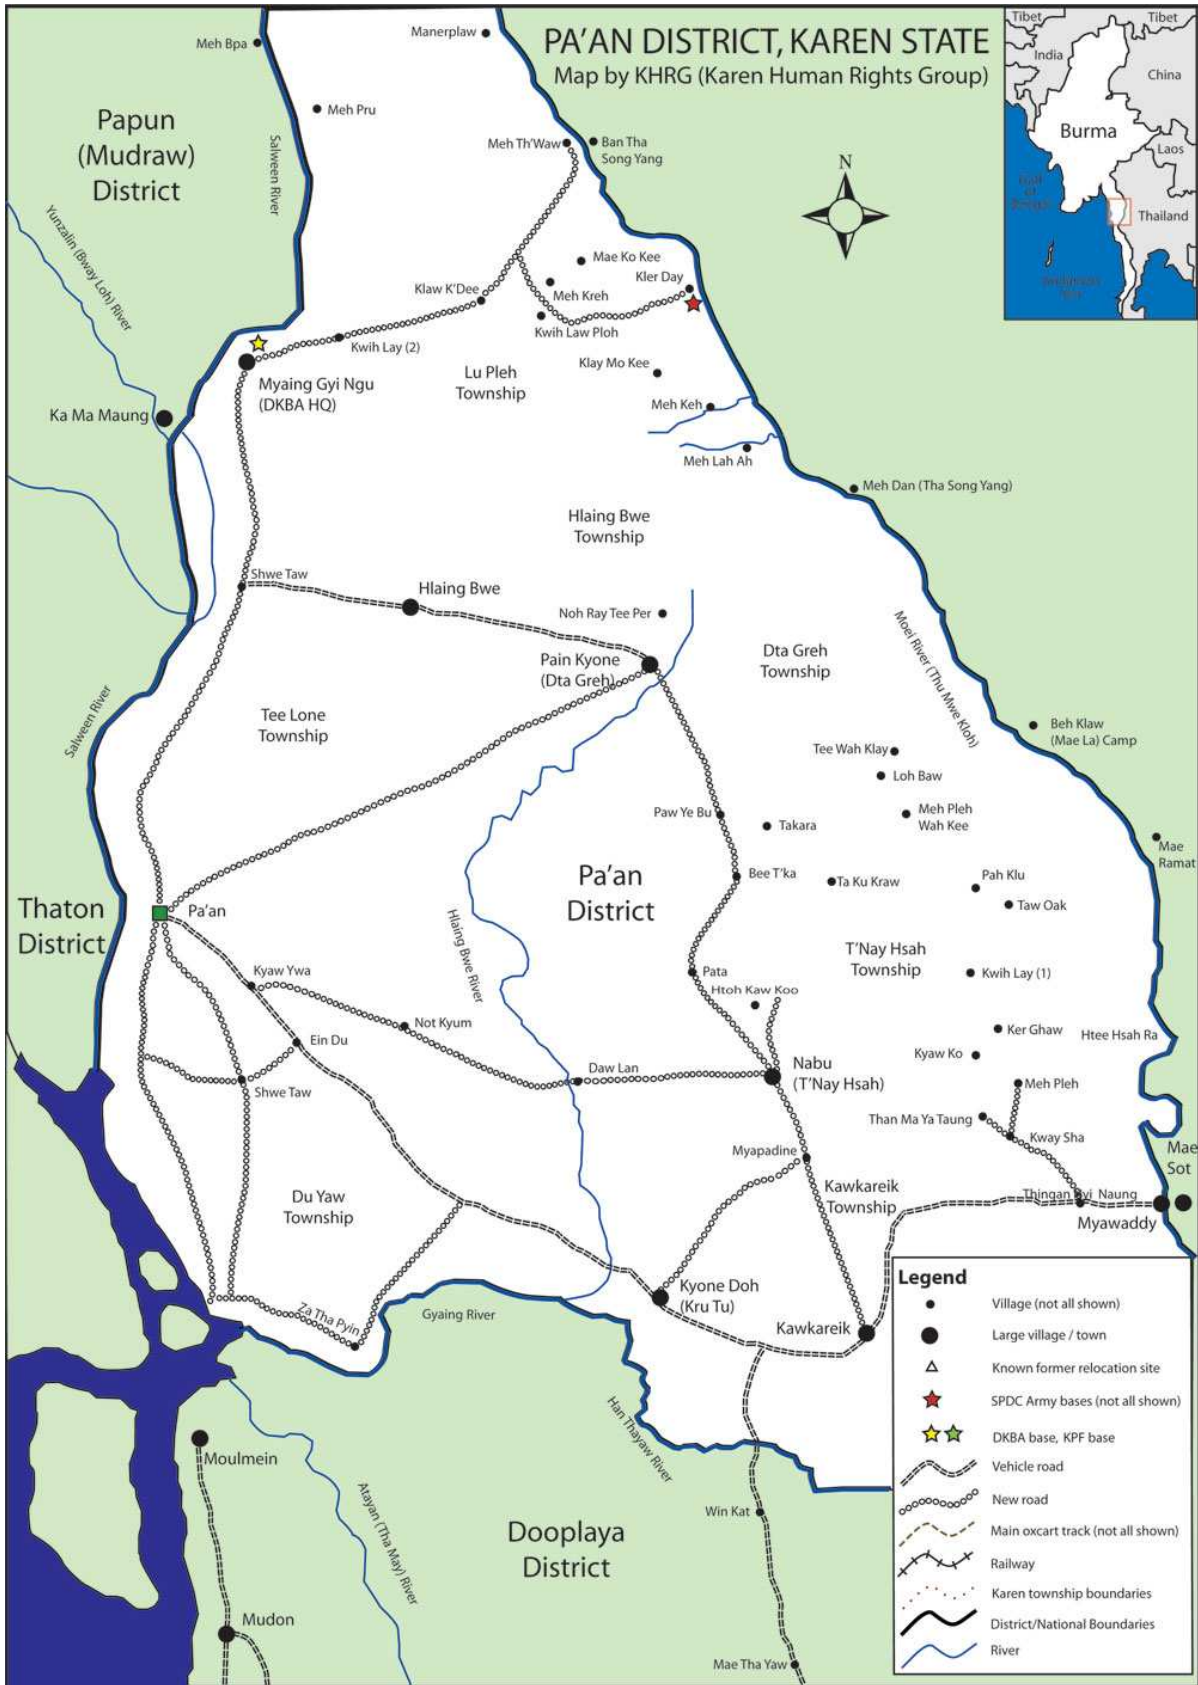 PA'AN DISTRICT, KAREN STATE
Map by KHRG (Karen Human Rights Group)
Tibet
Tibet
India
China
Burma
Laos
Thailand
N
Meh Bpa
Manerplaw
Meh Pru
Papun
(Mudraw)
District
Salween River
Meh Th'Waw
Ban Tha
Song Yang
Yunzalin (Bway Loh) River
Mae Ko Kee
Kler Day
Klaw K'Dee
Meh Kreh
Kwih Law Ploh
Kwih Lay (2)
Klay Mo Kee
Lu Pleh
Township
Myaing Gyi Ngu
(DKBA HQ)
Ka Ma Maung
Meh Keh
Meh Lah Ah
Meh Dan (Tha Song Yang)
Hlaing Bwe
Township
Shwe Taw
Hlaing Bwe
Noh Ray Tee Per
Pain Kyone
(Dta Greh)
Dta Greh
Township
Moei River (Thu Mwe Kloh)
Salween River
Tee Lone
Township
Beh Klaw
(Mae La) Camp
Tee Wah Klay
Loh Baw
Paw Ye Bu
Takara
Meh Pleh
Wah Kee
Mae
Ramat
Pa'an
District
Bee T'ka
Ta Ku Kraw
Pah Klu
Taw Oak
Thaton
District
Pa'an
Hlaing Bwe River
T'Nay Hsah
Township
Kyaw Ywa
Pata
Kwih Lay (1)
Htoh Kaw Koo
Not Kyum
Ker Ghaw
Htee Hsah Ra
Ein Du
Kyaw Ko
Daw Lan
Nabu
(T'Nay Hsah)
Shwe Taw
Meh Pleh
Than Ma Ya Taung
Kway Sha
Myapadine
Mae
Sot
Du Yaw
Township
Kawkareik
Township
Thingan Nyi Naung
Myawaddy
Za Tha Pyin
Gyaing River
Kyone Doh
(Kru Tu)
Kawkareik
Han Thayaw River
Moulmein
Atayan (Tha May) River
Dooplaya
District
Win Kat
Mudon
Mae Tha Yaw
Legend
Village (not all shown)
Large village / town
Known former relocation site
SPDC Army bases (not all shown)
DKBA base, KPF base
Vehicle road
New road
Main oxcart track (not all shown)
Railway
Karen township boundaries
District/National Boundaries
River